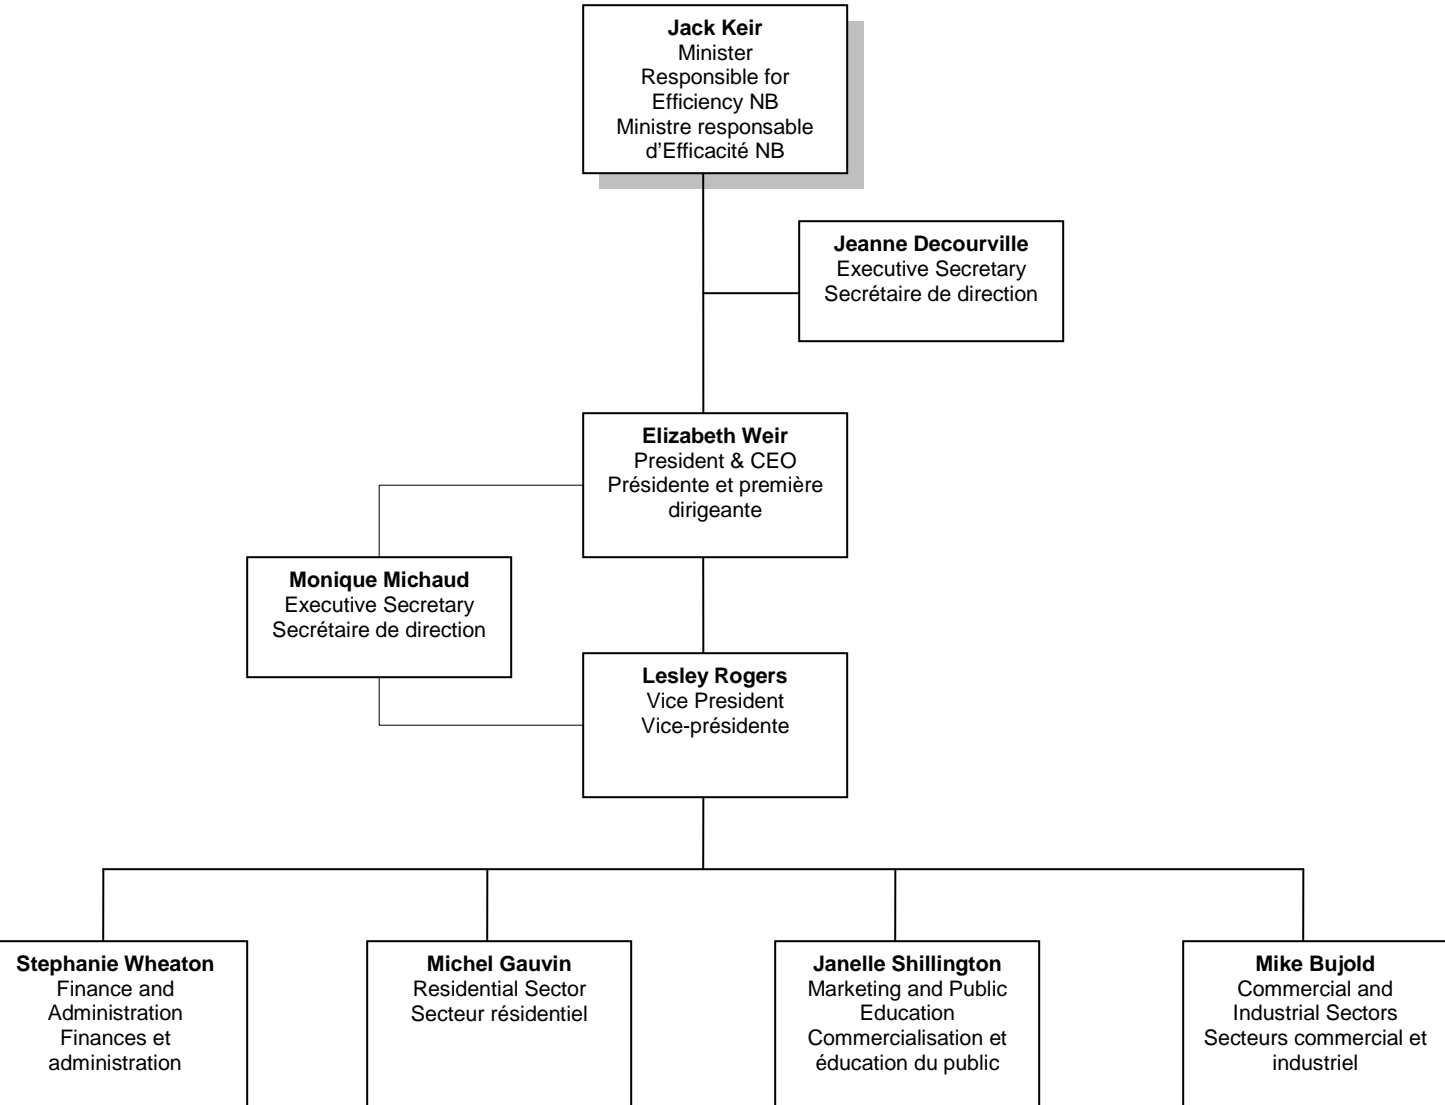 Jack Keir
Minister
Responsible for
Efficiency NB
Ministre responsable
d'Efficacité NB
Jeanne Decourville
Executive Secretary
Secrétaire de direction
Elizabeth Weir
President & CEO
Présidente et première
dirigeante
Monique Michaud
Executive Secretary
Secrétaire de direction
Lesley Rogers
Vice President
Vice-présidente
Stephanie Wheaton
Finance and
Administration
Finances et
administration
Michel Gauvin
Residential Sector
Secteur résidentiel
Janelle Shillington
Marketing and Public
Education
Commercialisation et
éducation du public
Mike Bujold
Commercial and
Industrial Sectors
Secteurs commercial et
industriel